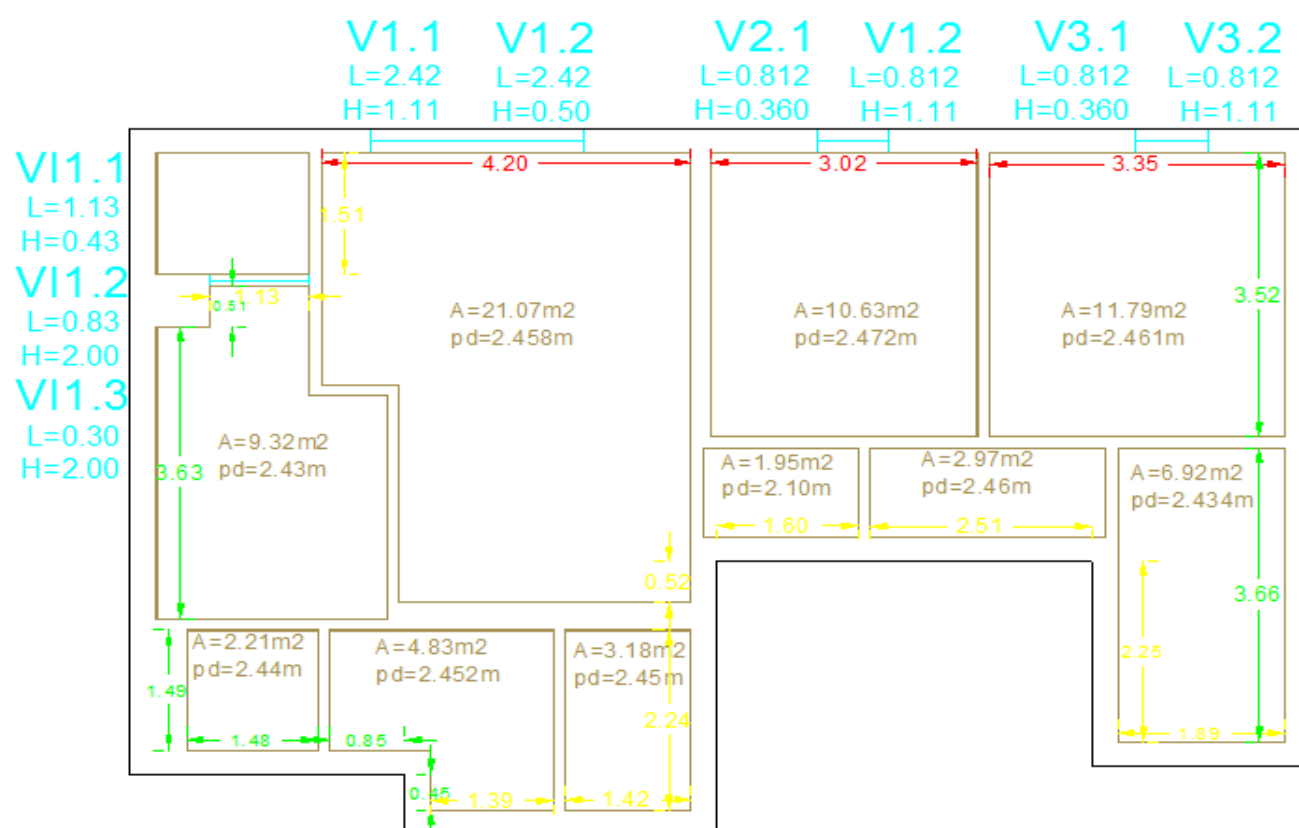 V1.1 V1.2 V2.1 V1.2 V3.1 V3.2
L=2.42 L=2.42 L=0.812 L=0.812 L=0.812 L=0.812
H=1.11 H=0.50 H=0.360 H=1.11 H=0.360 H=1.11
VI1.1
L=1.13
H=0.43
VI1.2
L=0.83
H=2.00
VI1.3
L=0.30
H=2.00
4.20 3.02 3.35
1.51
1.13
0.51
3.52
A=21.07m2
pd=2.458m
A=10.63m2
pd=2.472m
A=11.79m2
pd=2.461m
A=9.32m2
pd=2.43m
3.63
A=1.95m2
pd=2.10m
A=2.97m2
pd=2.46m
A=6.92m2
pd=2.434m
1.60 2.51
0.52
3.66
A=2.21m2
pd=2.44m
A=4.83m2
pd=2.452m
A=3.18m2
pd=2.45m
2.25
1.49
2.24
1.48 0.85
1.89
0.45
1.39 1.42